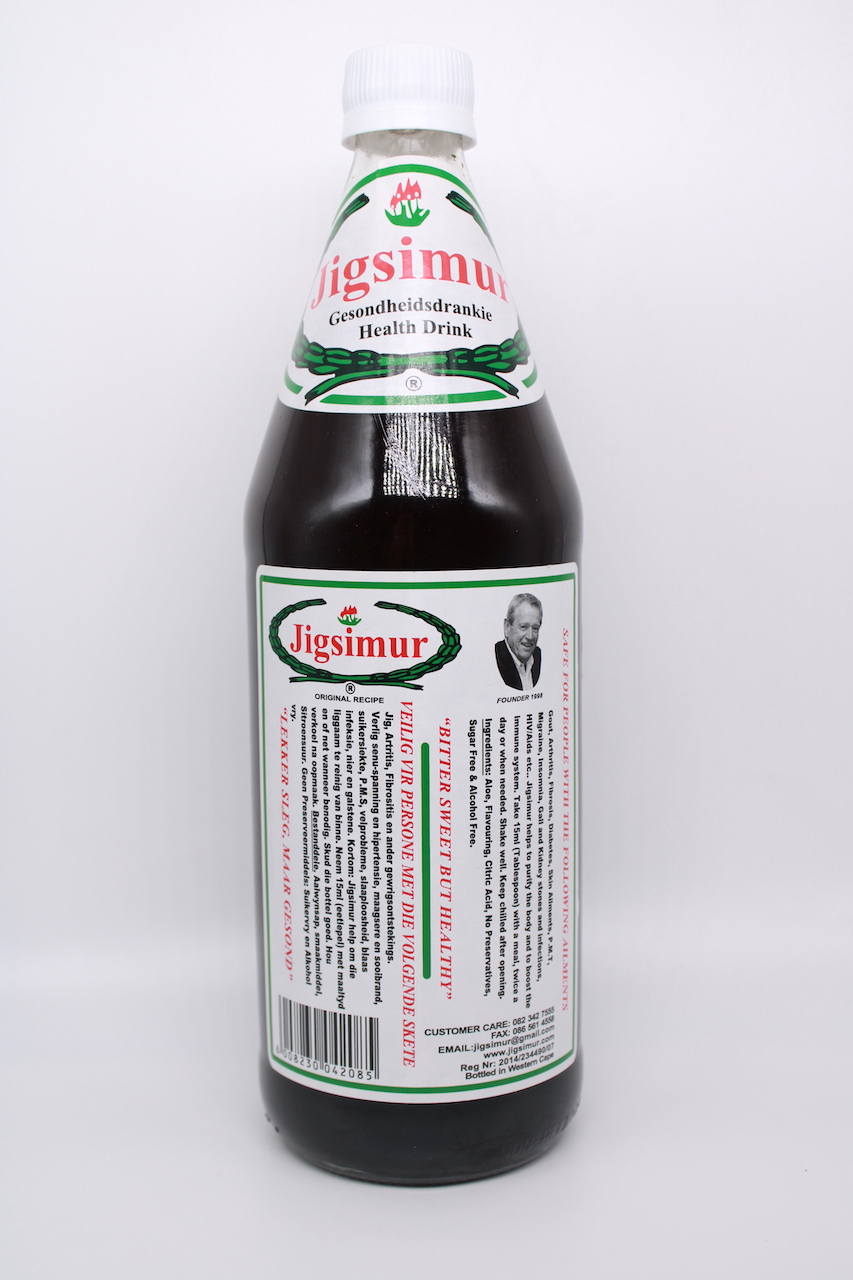 Jigsimur
Gesondheidsdrankie
Health Drink
®
Jigsimur
®
ORIGINAL RECIPE
FOUNDER 1998
SAFE FOR PEOPLE WITH THE FOLLOWING AILMENTS
Gout, Arthritis, Fibrosis, Diabetes, Skin Ailments, P.M.T,
Migraine, Insomnia, Gall and Kidney stones and infections,
HIV/Aids etc.. Jigsimur helps to purify the body and to boost the
Immune system. Take 15ml (Tablespoon) with a meal, twice a
day or when needed. Shake well. Keep chilled after opening.
Ingredients: Aloe, Flavouring, Citric Acid, No Preservatives,
Sugar Free & Alcohol Free.
"BITTER SWEET BUT HEALTHY"
VEILIG VIR PERSONE MET DIE VOLGENDE SKETE
Jig, Artritis, Fibrositis en ander gewrigsontstekings.
Verlig senu-spanning en hipertensie, maagsere en sooibrand,
suikersiekte, P.M.S, velprobleme, slaaploosheid, blaas
infeksie, nier en galstene. Kortom: Jigsimur help om die
liggaam te reinig van binne. Neem 15ml (eetlepel) met maaltyd
en of net wanneer benodig. Skud die bottel goed. Hou
verkoel na oopmaak. Bestanddele, Aalwynsap, smaakmiddel,
Sitroensuur. Geen Preserveermiddels: Suikervry en Alkohol
vry.
"LEKKER SLEG, MAAR GESOND"
CUSTOMER CARE: 082 342 7555
FAX: 086 561 4556
EMAIL:jigsimur@gmail.com
www.jigsimur.com
Reg Nr: 2014/234490/07
Bottled in Western Cape
6 008230 042085